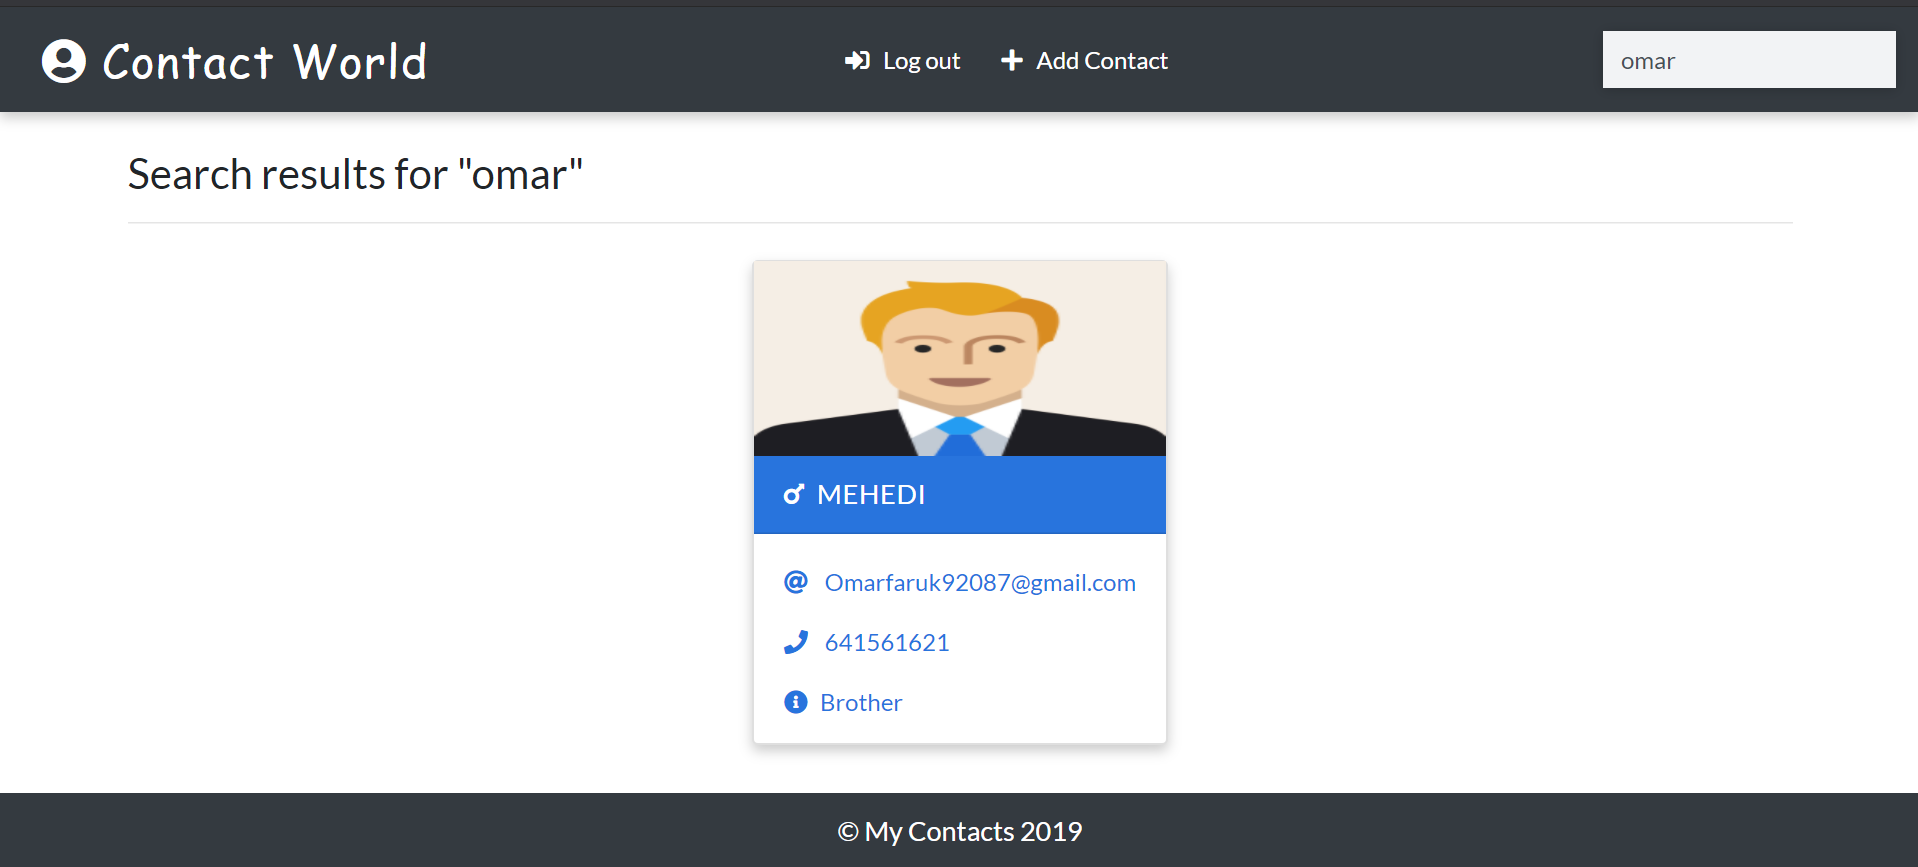 Contact World
Log out
Add Contact
omar
Search results for "omar"
MEHEDI
Omarfaruk92087@gmail.com
641561621
Brother
© My Contacts 2019